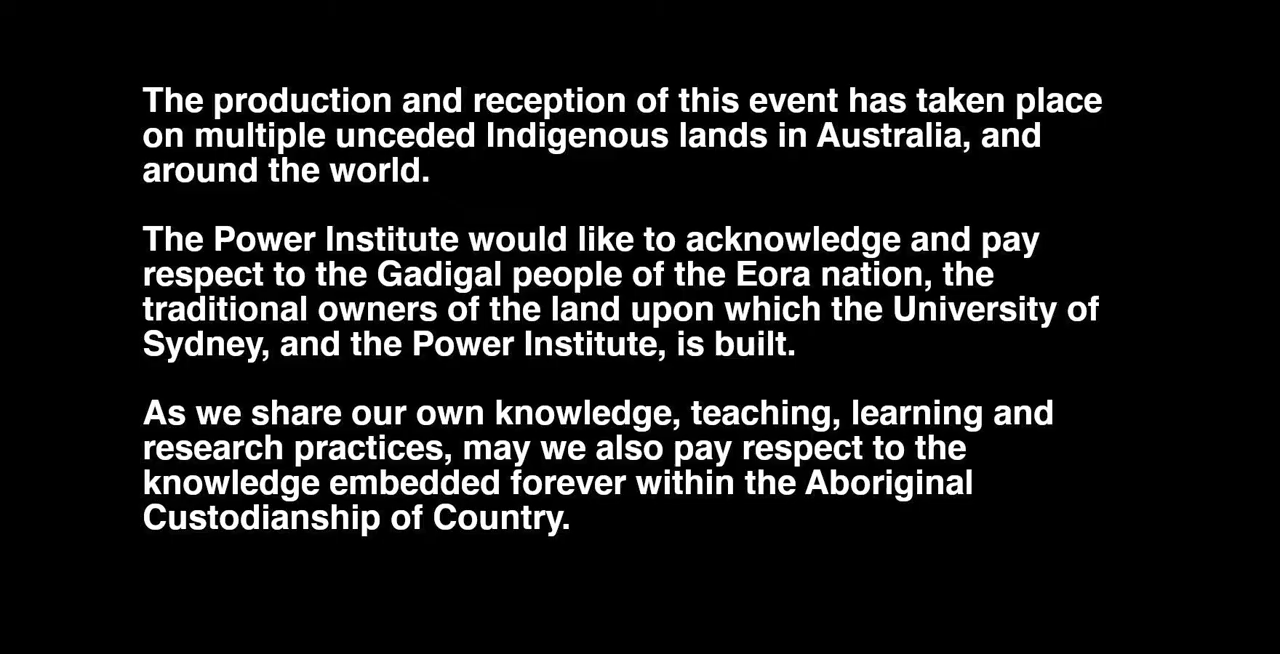 The production and reception of this event has taken place
on multiple unceded Indigenous lands in Australia, and
around the world.
The Power Institute would like to acknowledge and pay
respect to the Gadigal people of the Eora nation, the
traditional owners of the land upon which the University of
Sydney, and the Power Institute, is built.
As we share our own knowledge, teaching, learning and
research practices, may we also pay respect to the
knowledge embedded forever within the Aboriginal
Custodianship of Country.